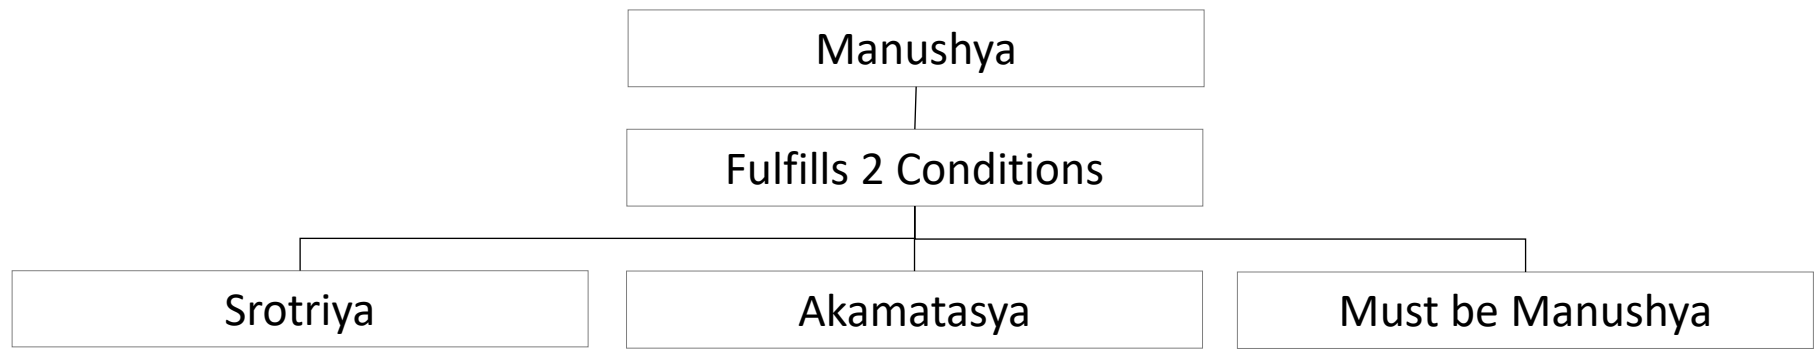 Manushya
Fulfills 2 Conditions
Srotriya
Akamatasya
Must be Manushya